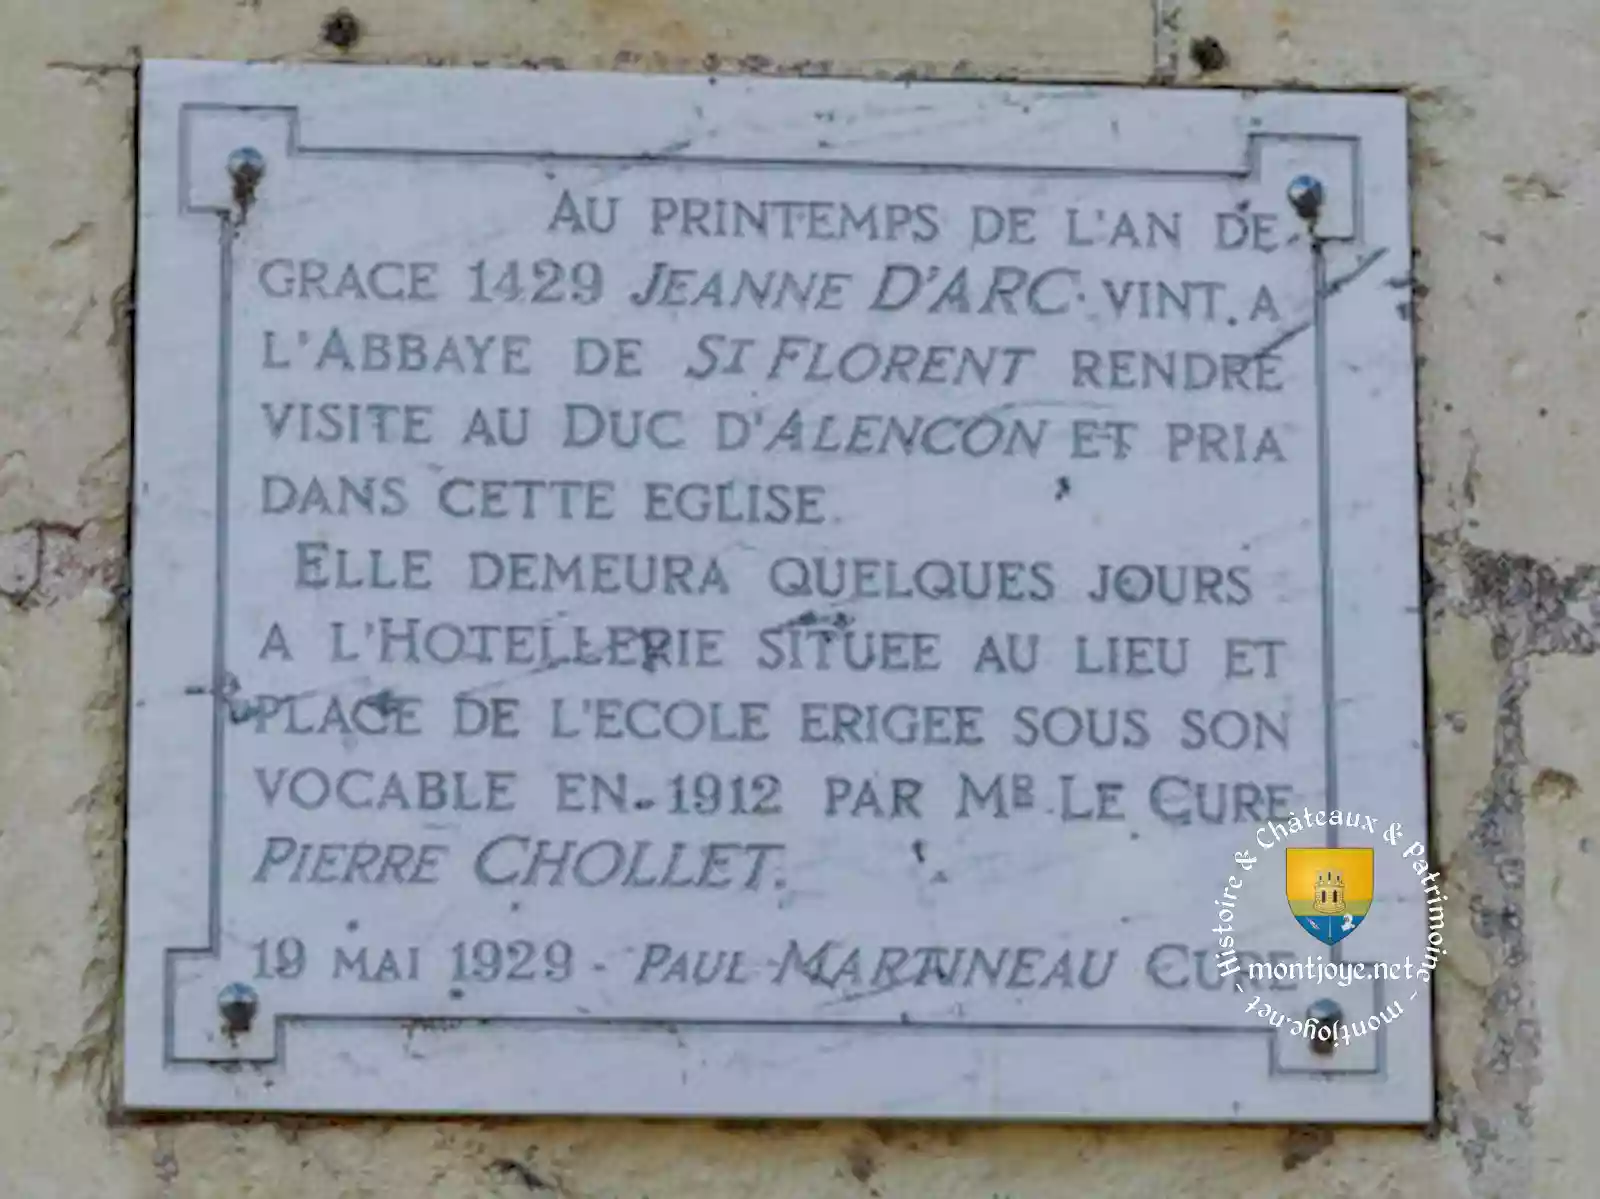 AU PRINTEMPS DE L'AN DE
GRACE 1429 JEANNE D'ARC VINT A
L'ABBAYE DE ST FLORENT RENDRE
VISITE AU DUC D'ALENCON ET PRIA
DANS CETTE EGLISE.
ELLE DEMEURA QUELQUES JOURS
A L'HOTELLERIE SITUEE AU LIEU ET
PLACE DE L'ECOLE ERIGEE SOUS SON
VOCABLE EN 1912 PAR MR LE CURE
PIERRE CHOLLET.
19 MAI 1929 - PAUL MARTINEAU CURE
Histoire & Châteaux & patrimoine - montjoye.net -
montjoye.net